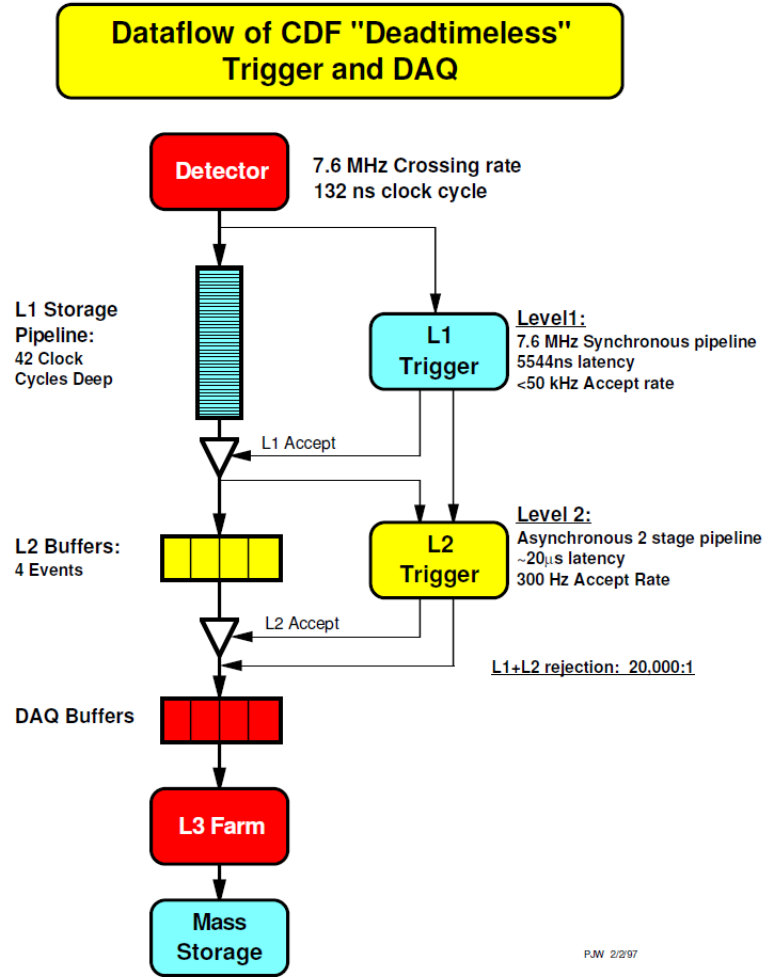 Dataflow of CDF "Deadtimeless"
Trigger and DAQ
Detector
7.6 MHz Crossing rate
132 ns clock cycle
L1 Storage
Pipeline:
42 Clock
Cycles Deep
L1
Trigger
Level1:
7.6 MHz Synchronous pipeline
5544ns latency
<50 kHz Accept rate
L1 Accept
L2 Buffers:
4 Events
L2
Trigger
Level 2:
Asynchronous 2 stage pipeline
~20µs latency
300 Hz Accept Rate
L2 Accept
L1+L2 rejection: 20,000:1
DAQ Buffers
L3 Farm
Mass
Storage
PJW 2/2/97